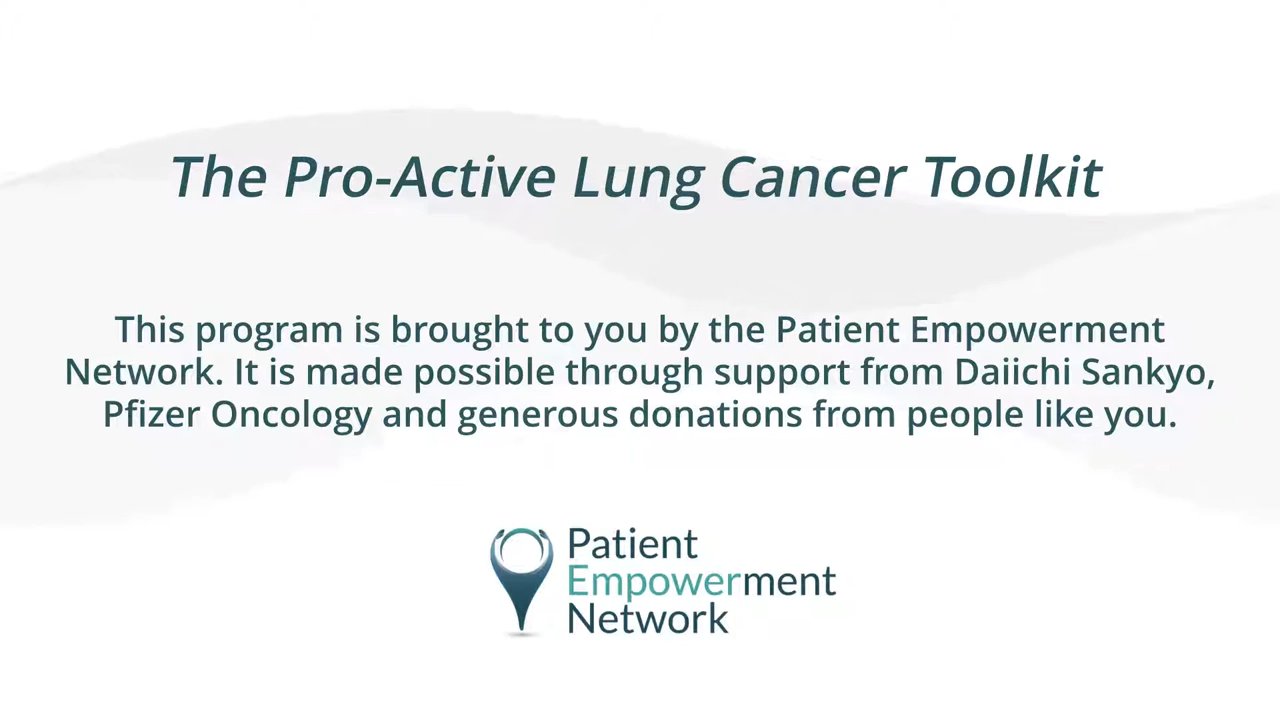 The Pro-Active Lung Cancer Toolkit
This program is brought to you by the Patient Empowerment
Network. It is made possible through support from Daiichi Sankyo,
Pfizer Oncology and generous donations from people like you.
Patient
Empowerment
Network